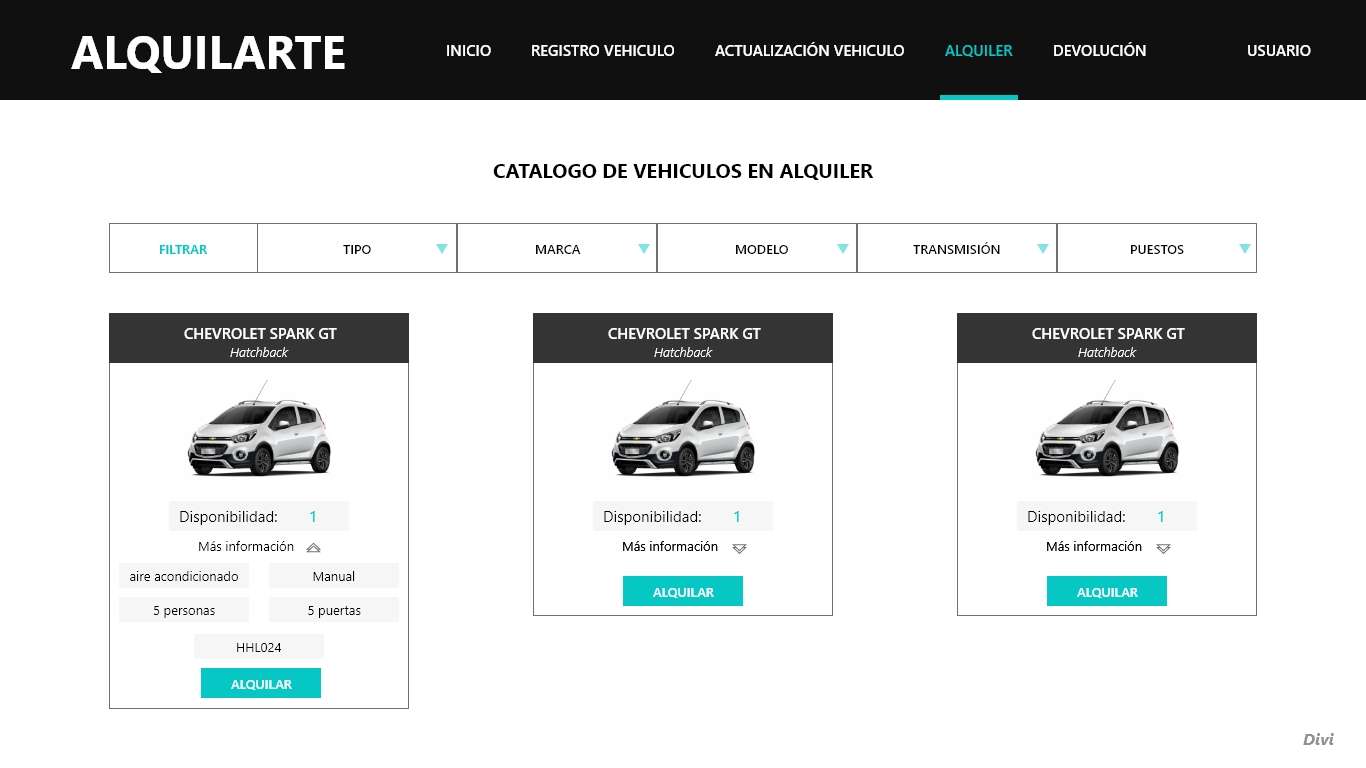 ALQUILARTE
INICIO REGISTRO VEHICULO ACTUALIZACIÓN VEHICULO ALQUILER DEVOLUCIÓN USUARIO
CATALOGO DE VEHICULOS EN ALQUILER
FILTRAR TIPO MARCA MODELO TRANSMISIÓN PUESTOS
CHEVROLET SPARK GT
Hatchback
Disponibilidad: 1
Más información
aire acondicionado Manual
5 personas 5 puertas
HHL024
ALQUILAR
CHEVROLET SPARK GT
Hatchback
Disponibilidad: 1
Más información
ALQUILAR
CHEVROLET SPARK GT
Hatchback
Disponibilidad: 1
Más información
ALQUILAR
Divi